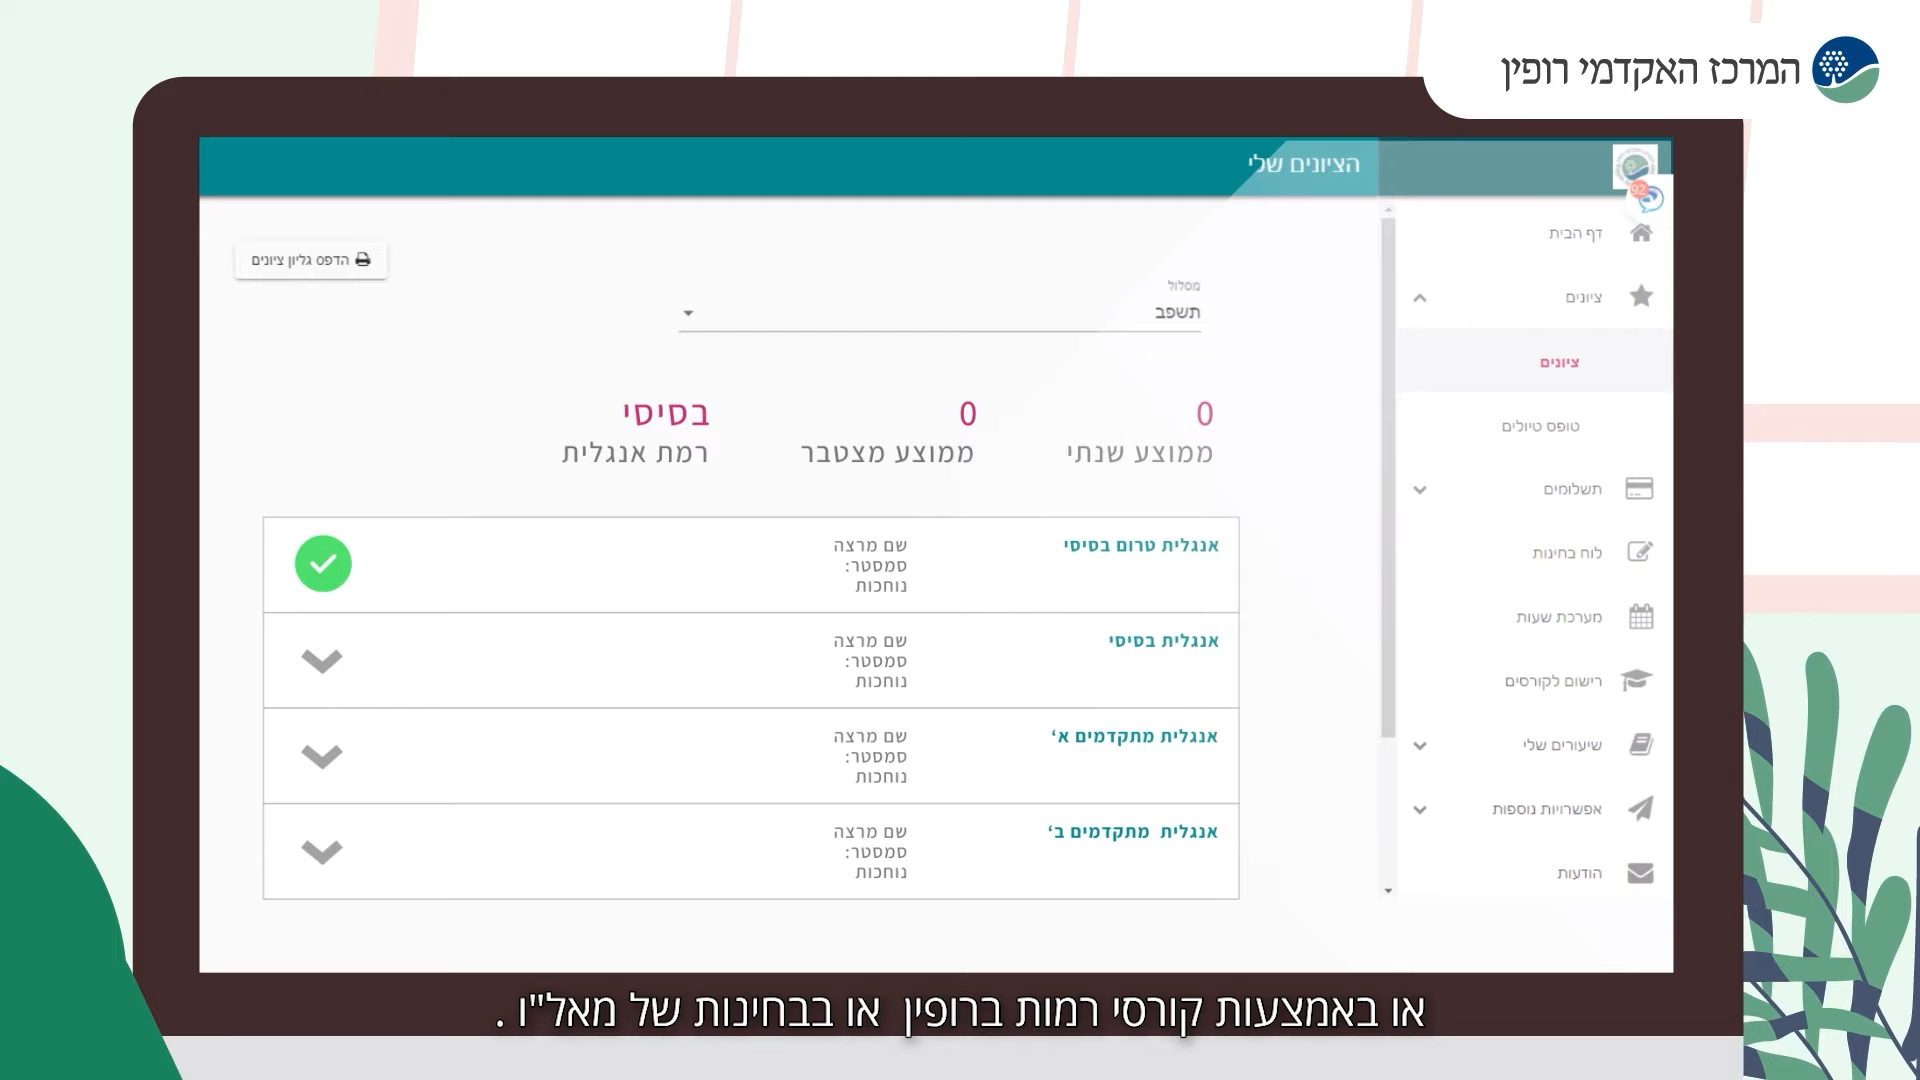 המרכז האקדמי רופין
הציונים שלי
92
דף הבית
ציונים
ציונים
טופס טיולים
תשלומים
לוח בחינות
מערכת שעות
רישום לקורסים
שיעורים שלי
אפשרויות נוספות
הודעות
הדפס גליון ציונים
מסלול
תשפב
0
ממוצע שנתי
0
ממוצע מצטבר
בסיסי
רמת אנגלית
אנגלית טרום בסיסי
שם מרצה
סמסטר:
נוחכות
אנגלית בסיסי
שם מרצה
סמסטר:
נוחכות
אנגלית מתקדמים א‘
שם מרצה
סמסטר:
נוחכות
אנגלית מתקדמים ב‘
שם מרצה
סמסטר:
נוחכות
או באמצעות קורסי רמות ברופין או בבחינות של מאל"ו .